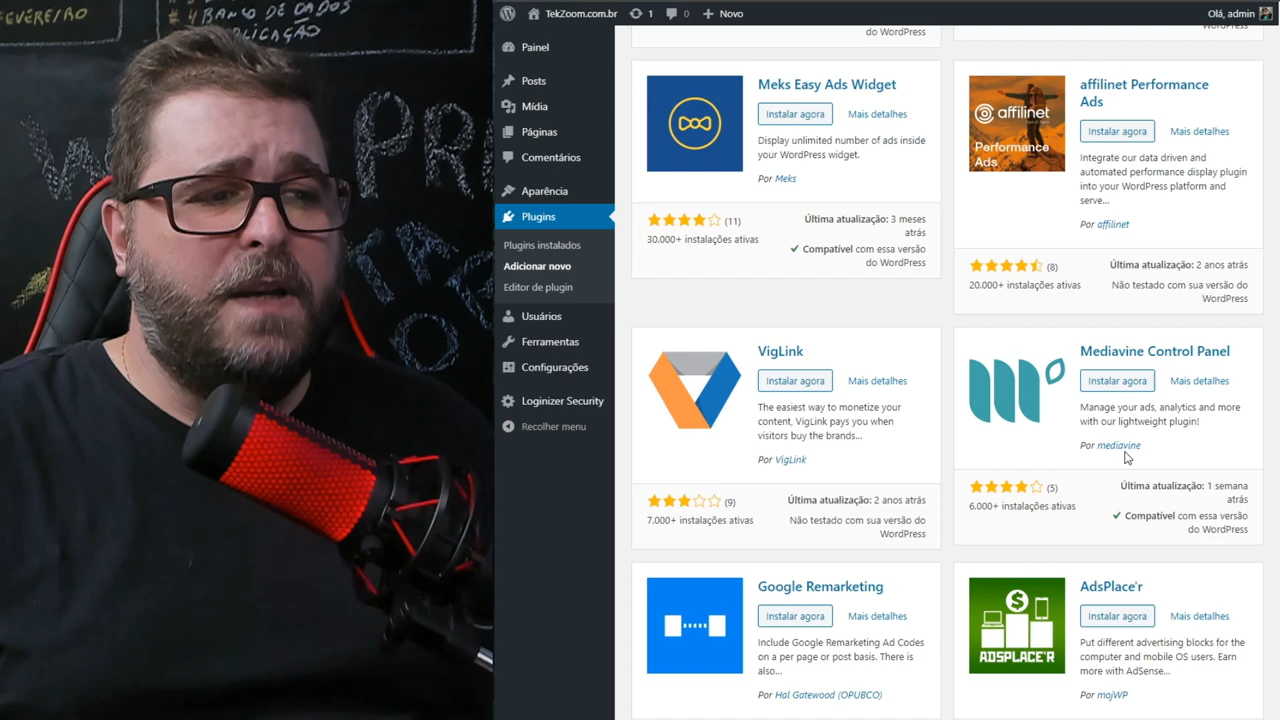 FEVEREIRO
#4 BANCO DE DADOS
TekZoom.com.br 1 0 Novo
Olá, admin
Painel
Posts
Mídia
Páginas
Comentários
Aparência
Plugins
Plugins instalados
Adicionar novo
Editor de plugin
Usuários
Ferramentas
Configurações
Loginizer Security
Recolher menu
do WordPress
do WordPress
Meks Easy Ads Widget
Instalar agora Mais detalhes
Display unlimited number of ads inside
your WordPress widget.
Por Meks
(11)
30.000+ instalações ativas
Última atualização: 3 meses
atrás
Compatível com essa versão
do WordPress
affilinet
Performance
Ads
affilinet Performance
Ads
Instalar agora Mais detalhes
Integrate our data driven and
automated performance display plugin
into your WordPress platform and
serve...
Por affilinet
(8)
20.000+ instalações ativas
Última atualização: 2 anos atrás
Não testado com sua versão do
WordPress
VigLink
Instalar agora Mais detalhes
The easiest way to monetize your
content, VigLink pays you when
visitors buy the brands...
Por VigLink
(9)
7.000+ instalações ativas
Última atualização: 2 anos atrás
Não testado com sua versão do
WordPress
Mediavine Control Panel
Instalar agora Mais detalhes
Manage your ads, analytics and more
with our lightweight plugin!
Por mediavine
(5)
6.000+ instalações ativas
Última atualização: 1 semana
atrás
Compatível com essa versão
do WordPress
Google Remarketing
Instalar agora Mais detalhes
Include Google Remarketing Ad Codes
on a per page or post basis. There is
also...
Por Hal Gatewood (OPUBCO)
ADSPLACE'R
AdsPlace'r
Instalar agora Mais detalhes
Put different advertising blocks for the
computer and mobile OS users. Earn
more with AdSense...
Por mojWP